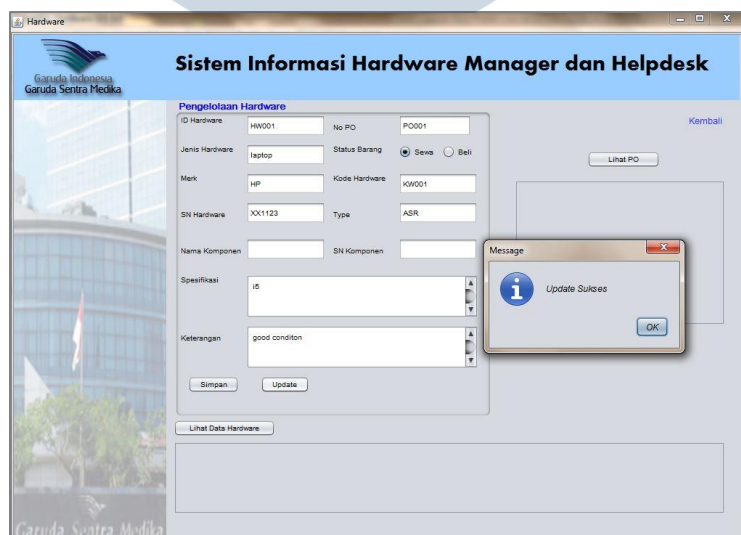 Hardware
Garuda Indonesia
Garuda Sentra Medika
Sistem Informasi Hardware Manager dan Helpdesk
Pengelolaan Hardware
Kembali
ID Hardware HW001 No PO PO001
Jenis Hardware laptop Status Barang Sewa Beli
Lihat PO
Merk HP Kode Hardware KW001
SN Hardware XX1123 Type ASR
Nama Komponen SN Komponen
Message
Update Sukses
OK
Spesifikasi i5
Keterangan good conditon
Simpan Update
Lihat Data Hardware
Garuda Sentra Medika